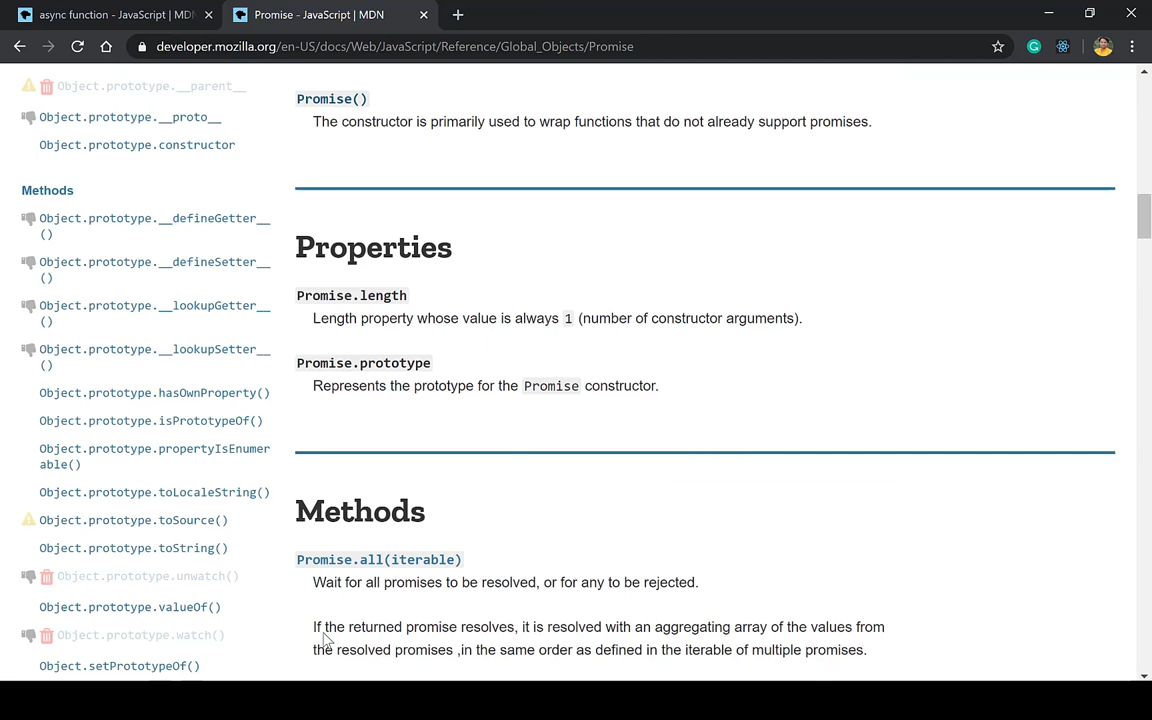 async function - JavaScript | MD
Promise - JavaScript | MDN
developer.mozilla.org/en-US/docs/Web/JavaScript/Reference/Global_Objects/Promise
Object.prototype.__parent__
Object.prototype.__proto__
Object.prototype.constructor
Methods
Object.prototype.__defineGetter__
()
Object.prototype.__defineSetter__
()
Object.prototype.__lookupGetter__
()
Object.prototype.__lookupSetter__
()
Object.prototype.hasOwnProperty()
Object.prototype.isPrototypeOf()
Object.prototype.propertyIsEnumer
able()
Object.prototype.toLocaleString()
Object.prototype.toSource()
Object.prototype.toString()
Object.prototype.unwatch()
Object.prototype.valueOf()
Object.prototype.watch()
Object.setPrototypeOf()
Promise()
The constructor is primarily used to wrap functions that do not already support promises.
Properties
Promise.length
Length property whose value is always 1 (number of constructor arguments).
Promise.prototype
Represents the prototype for the Promise constructor.
Methods
Promise.all(iterable)
Wait for all promises to be resolved, or for any to be rejected.
If the returned promise resolves, it is resolved with an aggregating array of the values from
the resolved promises ,in the same order as defined in the iterable of multiple promises.